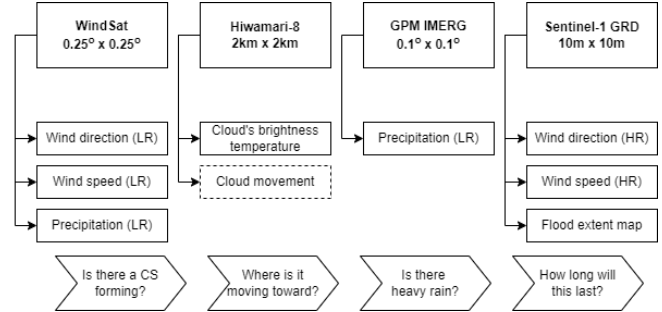 WindSat
0.25° x 0.25°
Hiwamari-8
2km x 2km
GPM IMERG
0.1° x 0.1°
Sentinel-1 GRD
10m x 10m
Wind direction (LR)
Cloud's brightness
temperature
Precipitation (LR)
Wind direction (HR)
Wind speed (LR)
Cloud movement
Wind speed (HR)
Precipitation (LR)
Flood extent map
Is there a CS
forming?
Where is it
moving toward?
Is there
heavy rain?
How long will
this last?